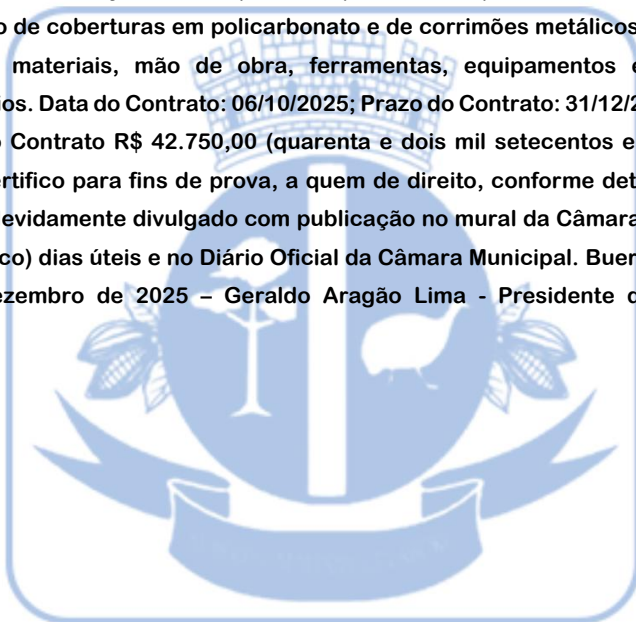 o de coberturas em policarbonato e de corrimões metálicos
materiais, mão de obra, ferramentas, equipamentos e
ios. Data do Contrato: 06/10/2025; Prazo do Contrato: 31/12/2
o Contrato R$ 42.750,00 (quarenta e dois mil setecentos e
ertifico para fins de prova, a quem de direito, conforme det
evidamente divulgado com publicação no mural da Câmara
co) dias úteis e no Diário Oficial da Câmara Municipal. Buer
ezembro de 2025 – Geraldo Aragão Lima - Presidente d